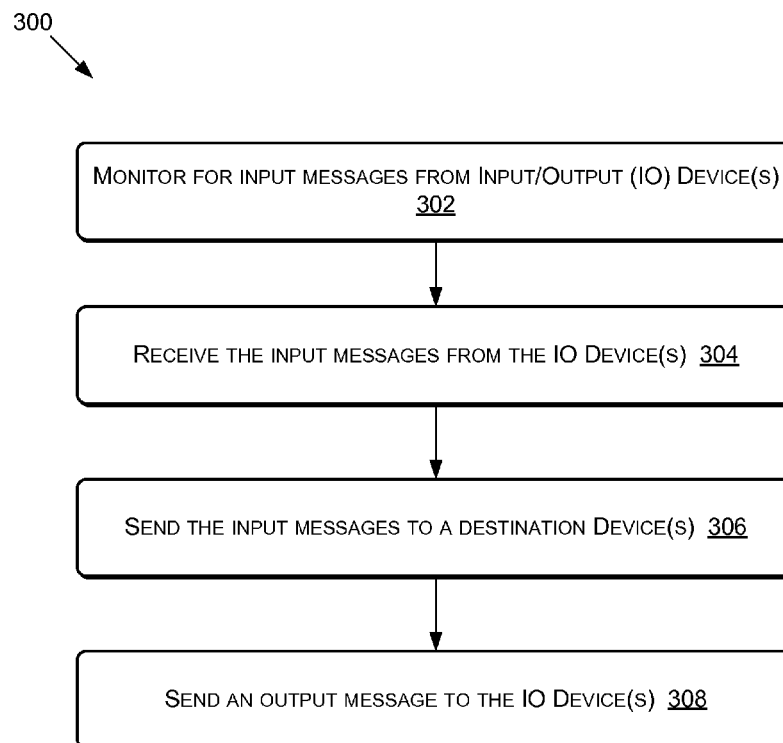 300
MONITOR FOR INPUT MESSAGES FROM INPUT/OUTPUT (IO) DEVICE(S)
302
RECEIVE THE INPUT MESSAGES FROM THE IO DEVICE(S) 304
SEND THE INPUT MESSAGES TO A DESTINATION DEVICE(S) 306
SEND AN OUTPUT MESSAGE TO THE IO DEVICE(S) 308